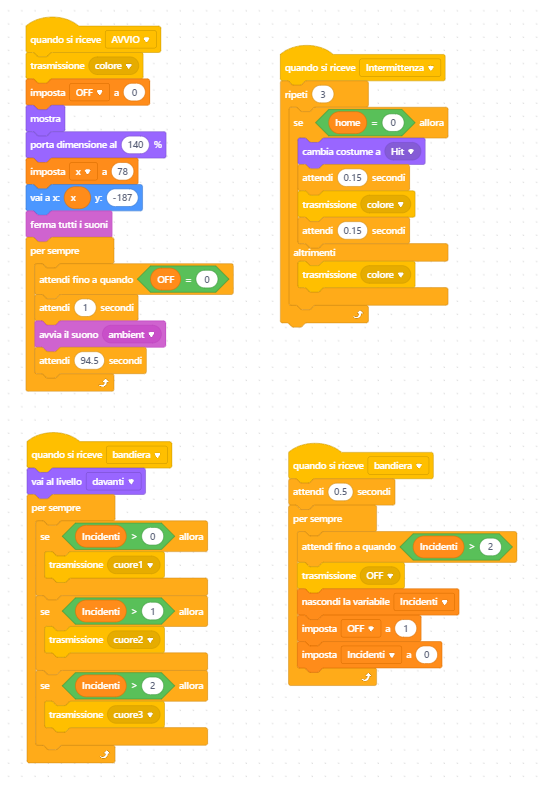 quando si riceve AVVIO
trasmissione colore
imposta OFF a 0
mostra
porta dimensione al 140 %
imposta x a 78
vai a x: x y: -187
ferma tutti i suoni
per sempre
attendi fino a quando OFF = 0
attendi 1 secondi
avvia il suono ambient
attendi 94.5 secondi
quando si riceve Intermittenza
ripeti 3
se home = 0 allora
cambia costume a Hit
attendi 0.15 secondi
trasmissione colore
attendi 0.15 secondi
altrimenti
trasmissione colore
quando si riceve bandiera
vai al livello davanti
per sempre
se Incidenti > 0 allora
trasmissione cuore1
se Incidenti > 1 allora
trasmissione cuore2
se Incidenti > 2 allora
trasmissione cuore3
quando si riceve bandiera
attendi 0.5 secondi
per sempre
attendi fino a quando Incidenti > 2
trasmissione OFF
nascondi la variabile Incidenti
imposta OFF a 1
imposta Incidenti a 0